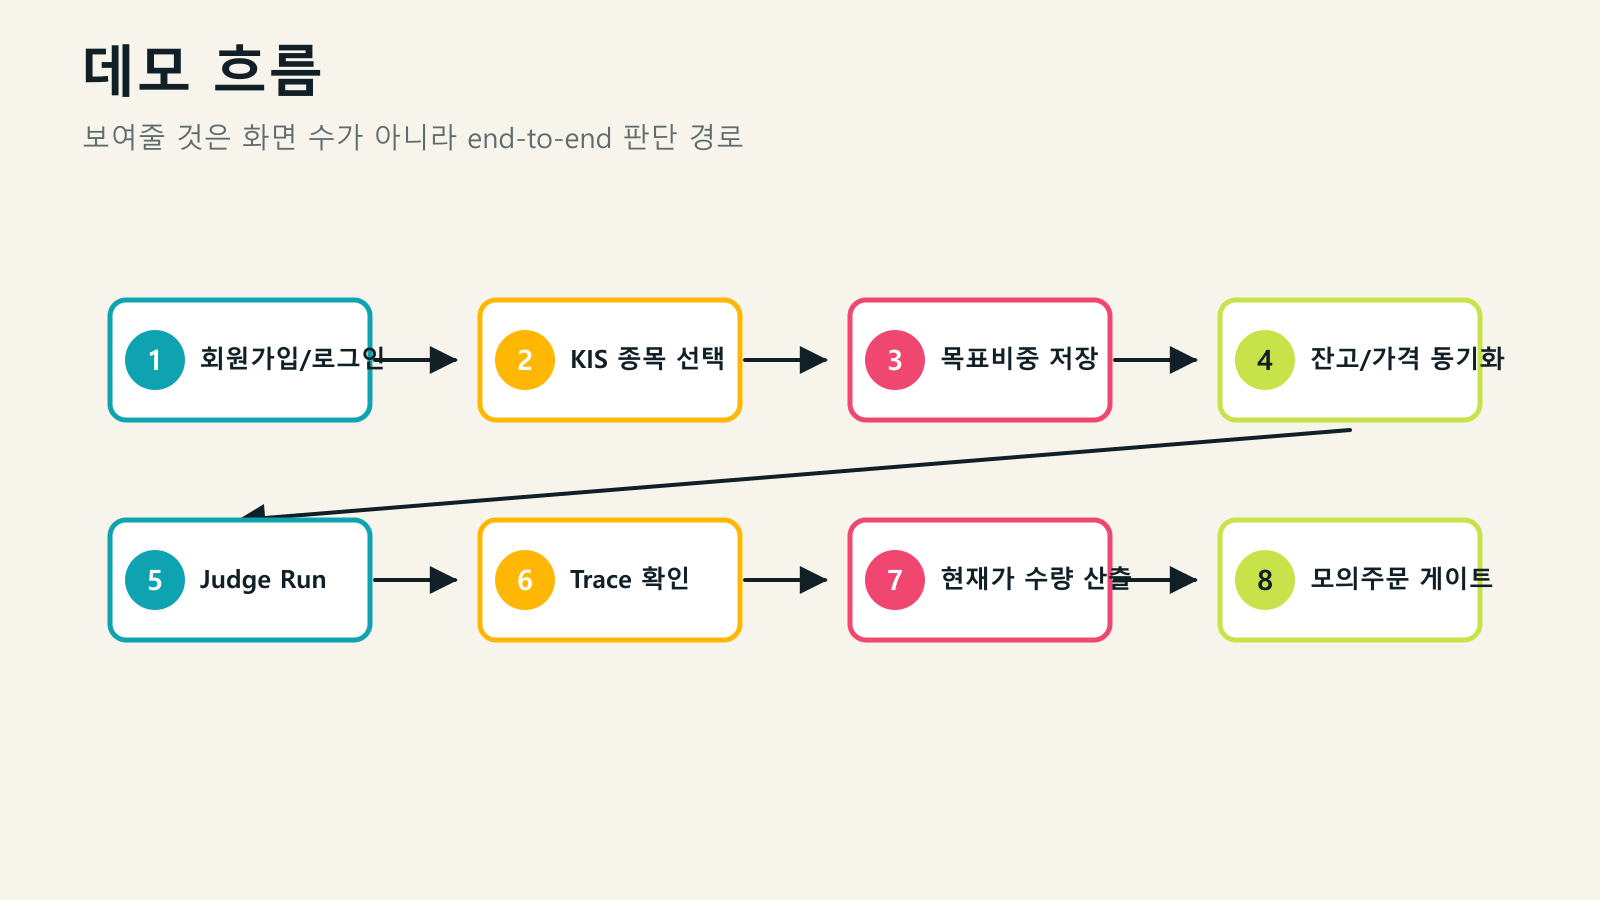 데모 흐름
보여줄 것은 화면 수가 아니라 end-to-end 판단 경로
1 회원가입/로그인
2 KIS 종목 선택
3 목표비중 저장
4 잔고/가격 동기화
5 Judge Run
6 Trace 확인
7 현재가 수량 산출
8 모의주문 게이트